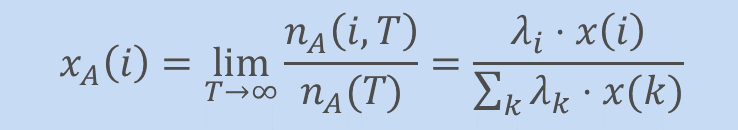 x_A(i) = lim_{T→∞} n_A(i, T) / n_A(T) = λ_i · x(i) / ∑_k λ_k · x(k)